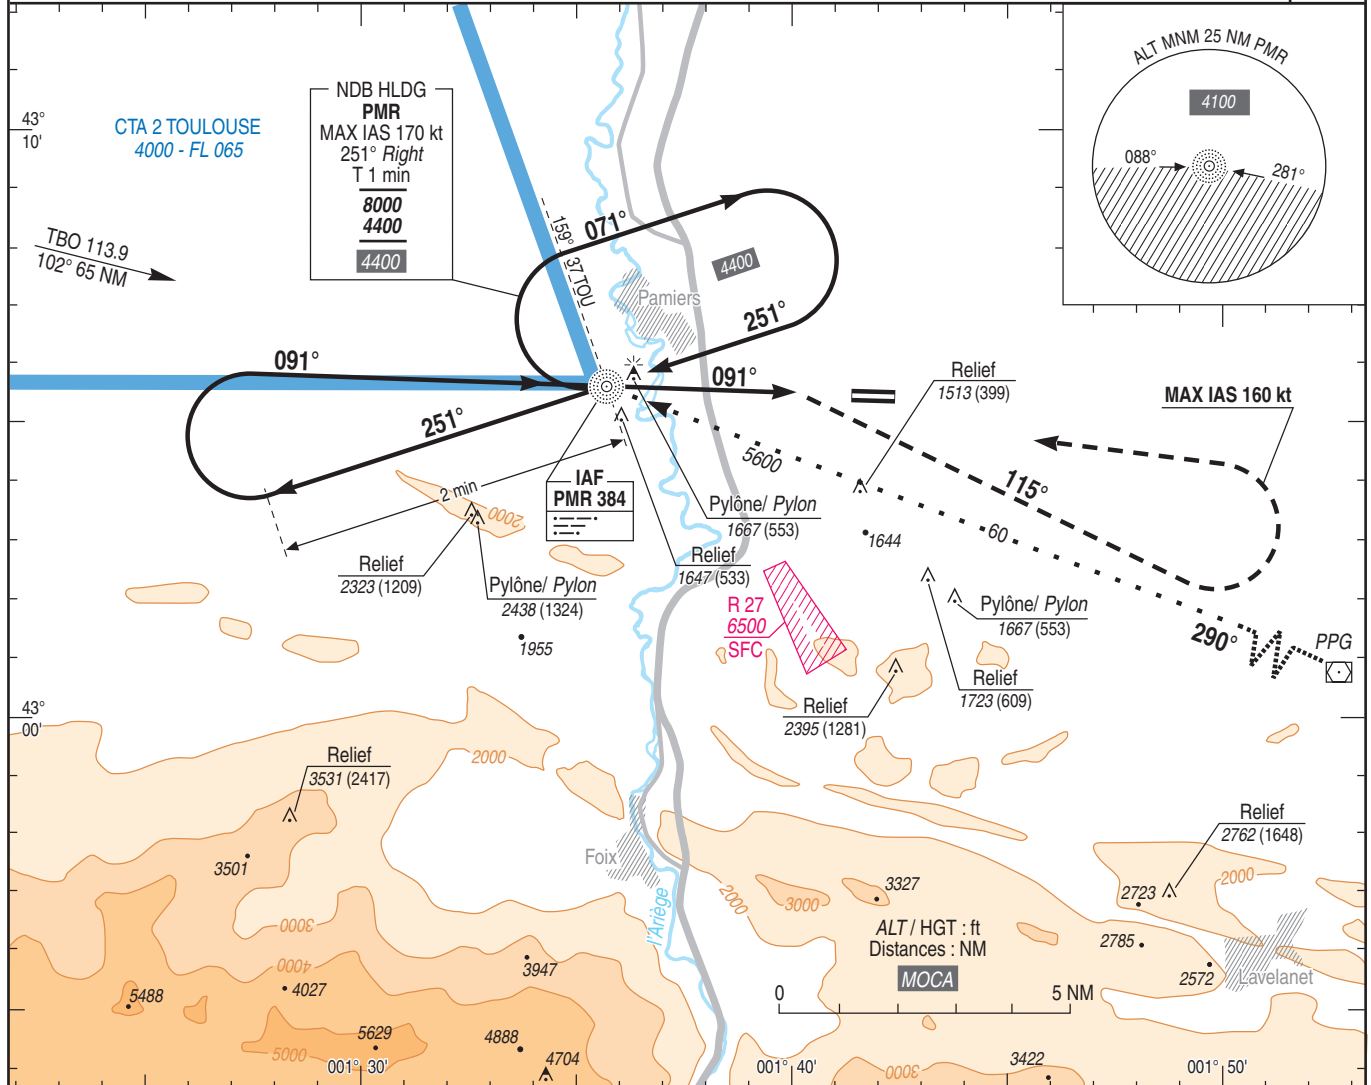 ALT MNM 25 NM PMR
4100
088°
281°
43°
10'
CTA 2 TOULOUSE
4000 - FL 065
NDB HLDG
PMR
MAX IAS 170 kt
251° Right
T 1 min
8000
4400
4400
TBO 113.9
102° 65 NM
159° 37 TOU
071°
4400
Pamiers
251°
091°
091°
251°
Relief
1513 (399)
MAX IAS 160 kt
5600
115°
2 min
IAF
PMR 384
2000
Pylône/ Pylon
1667 (553)
60
1644
Relief
2323 (1209)
Pylône/ Pylon
2438 (1324)
Relief
1647 (533)
R 27
6500
SFC
Pylône/ Pylon
1667 (553)
290°
PPG
1955
Relief
1723 (609)
Relief
2395 (1281)
43°
00'
2000
Relief
3531 (2417)
Relief
2762 (1648)
3501
Foix
2000
3000
3327
2723
2000
3000
l'Ariège
ALT / HGT : ft
Distances : NM
MOCA
2785
4000
3947
2572
Lavelanet
4027
5488
0
5 NM
5629
4888
5000
4704
001° 30'
001° 40'
3000
3422
001° 50'